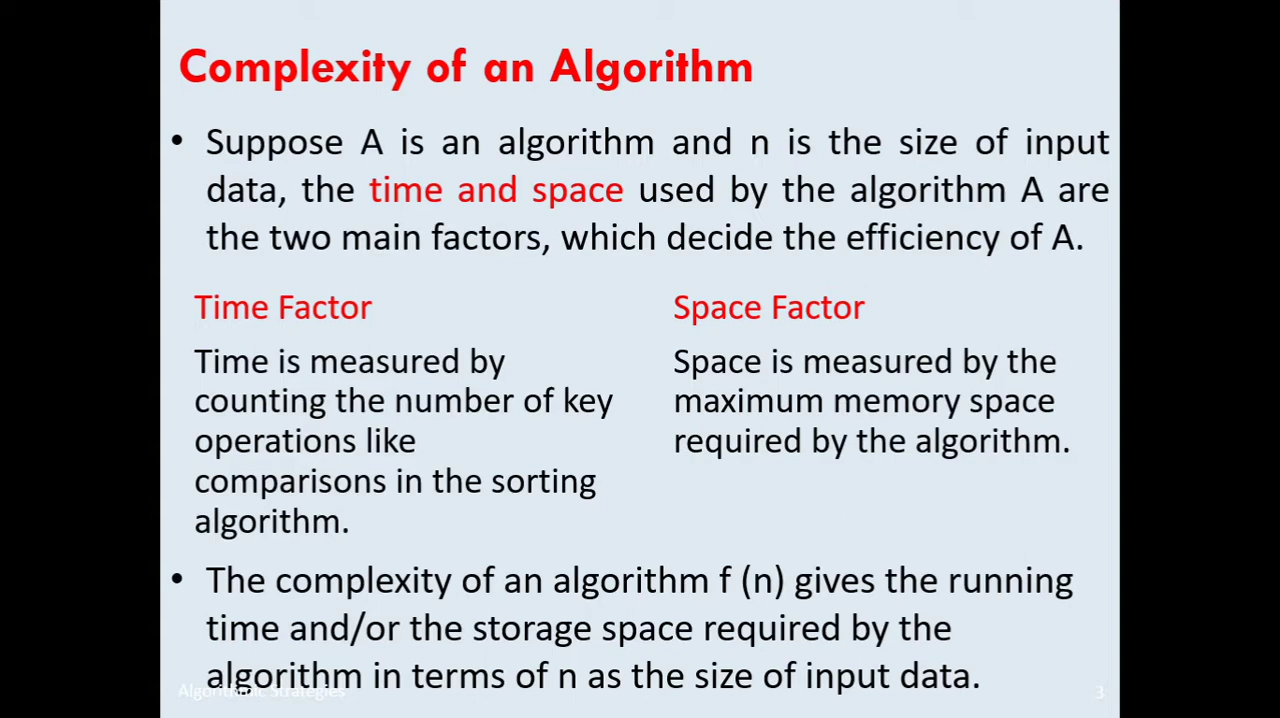 Complexity of an Algorithm
• Suppose A is an algorithm and n is the size of input
data, the time and space used by the algorithm A are
the two main factors, which decide the efficiency of A.
Time Factor
Time is measured by
counting the number of key
operations like
comparisons in the sorting
algorithm.
Space Factor
Space is measured by the
maximum memory space
required by the algorithm.
• The complexity of an algorithm f (n) gives the running
time and/or the storage space required by the
algorithm in terms of n as the size of input data.
Algorithmic Strategies
3